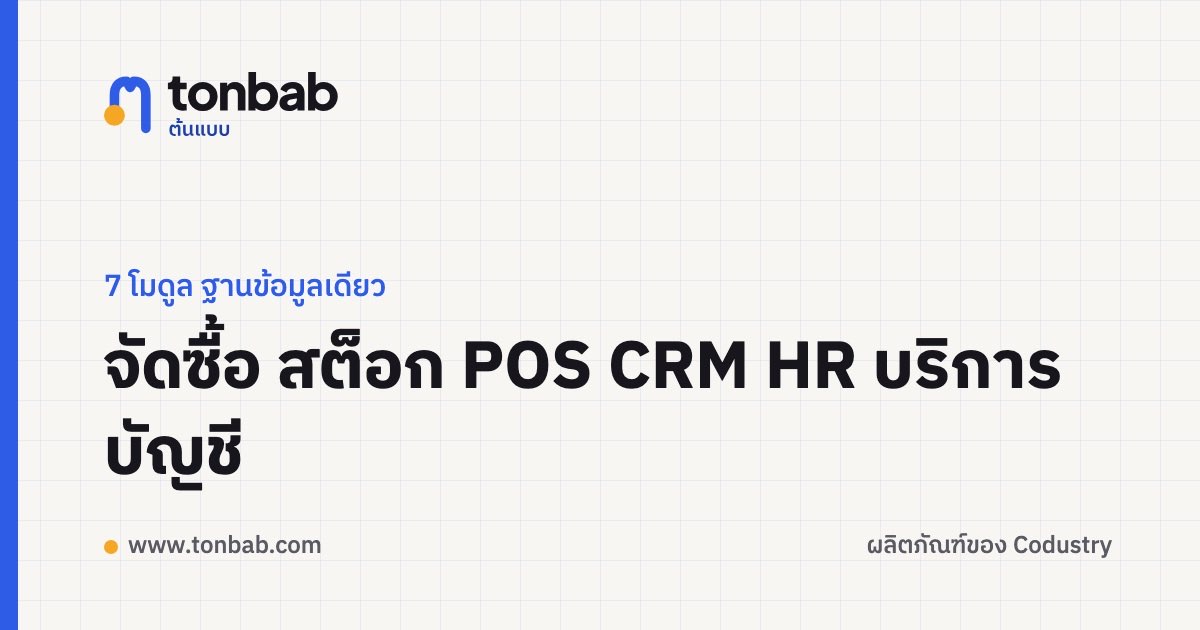 tonbab
ต้นแบบ
7 โมดูล ฐานข้อมูลเดียว
จัดซื้อ สต็อก POS CRM HR บริการ
บัญชี
www.tonbab.com
ผลิตภัณฑ์ของ Codustry